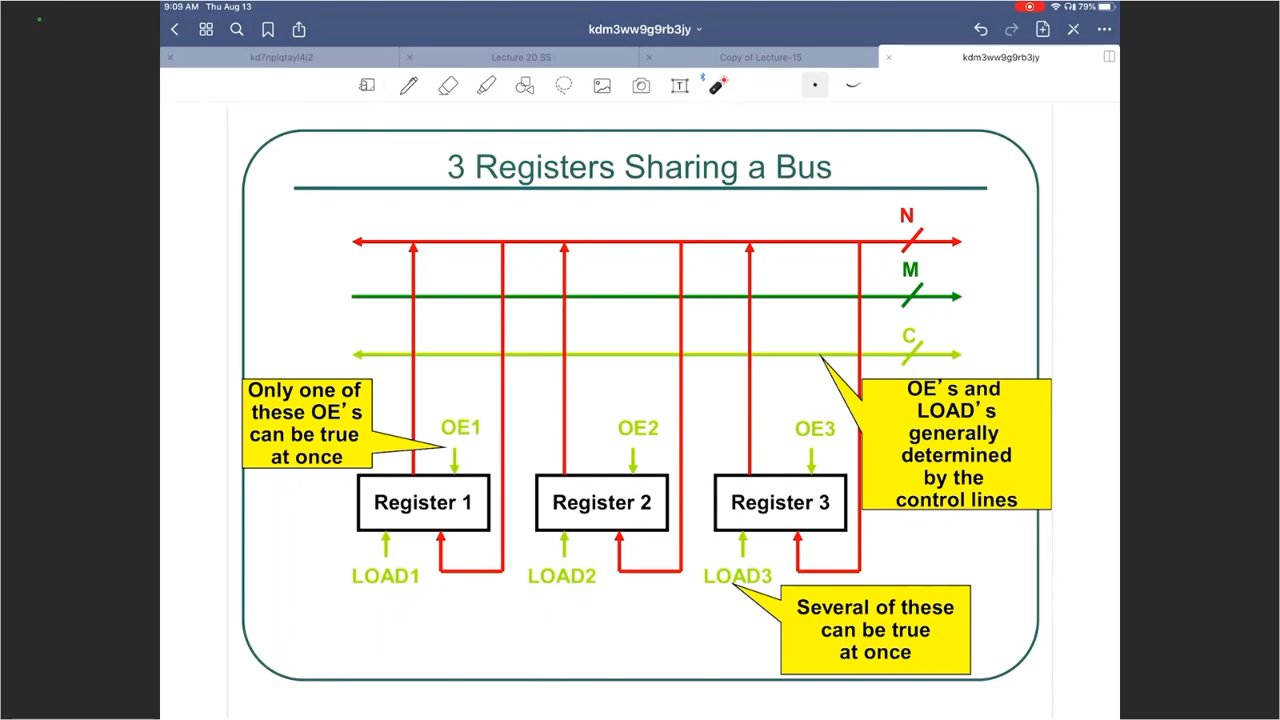 9:09 AM Thu Aug 13
79%
kdm3ww9g9rb3jy
kd7nplqtayl4j2
Lecture 20 SS
Copy of Lecture-15
kdm3ww9g9rb3jy
T
3 Registers Sharing a Bus
N
M
C
Only one of
these OE's
can be true
at once
OE's and
LOAD's
generally
determined
by the
control lines
OE1
OE2
OE3
Register 1
Register 2
Register 3
LOAD1
LOAD2
LOAD3
Several of these
can be true
at once